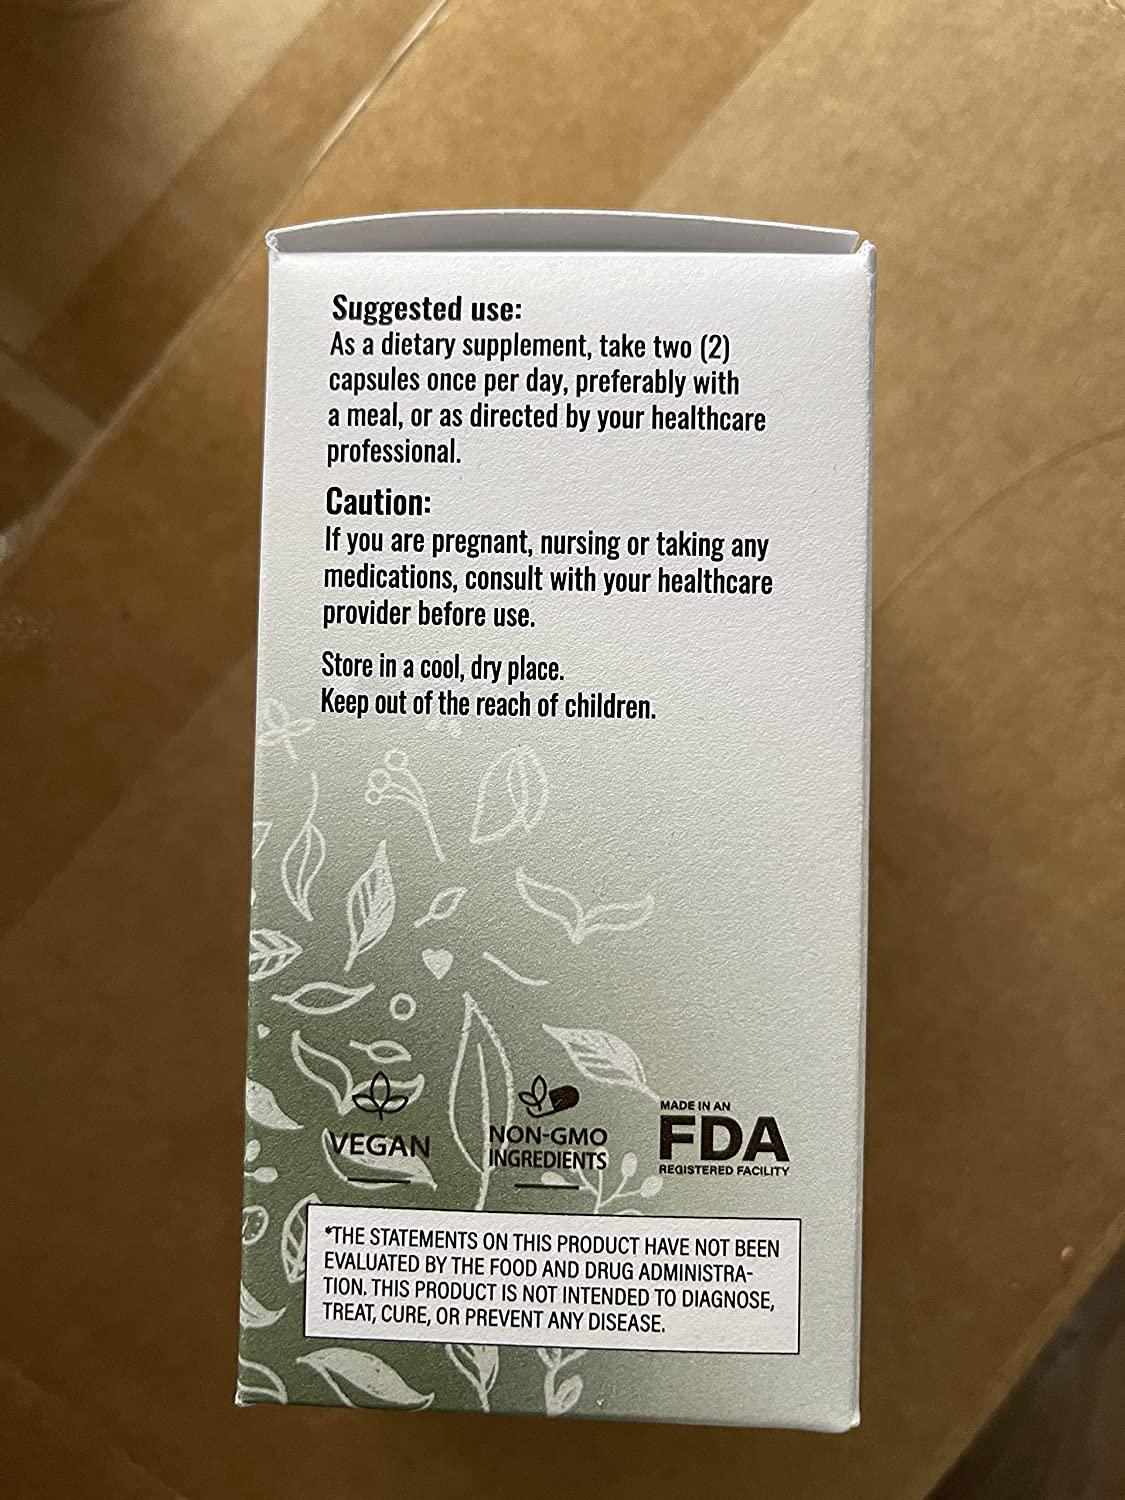 Suggested use:
As a dietary supplement, take two (2)
capsules once per day, preferably with
a meal, or as directed by your healthcare
professional.
Caution:
If you are pregnant, nursing or taking any
medications, consult with your healthcare
provider before use.
Store in a cool, dry place.
Keep out of the reach of children.
VEGAN
NON-GMO
INGREDIENTS
MADE IN AN
FDA
REGISTERED FACILITY
*THE STATEMENTS ON THIS PRODUCT HAVE NOT BEEN
EVALUATED BY THE FOOD AND DRUG ADMINISTRA-
TION. THIS PRODUCT IS NOT INTENDED TO DIAGNOSE,
TREAT, CURE, OR PREVENT ANY DISEASE.